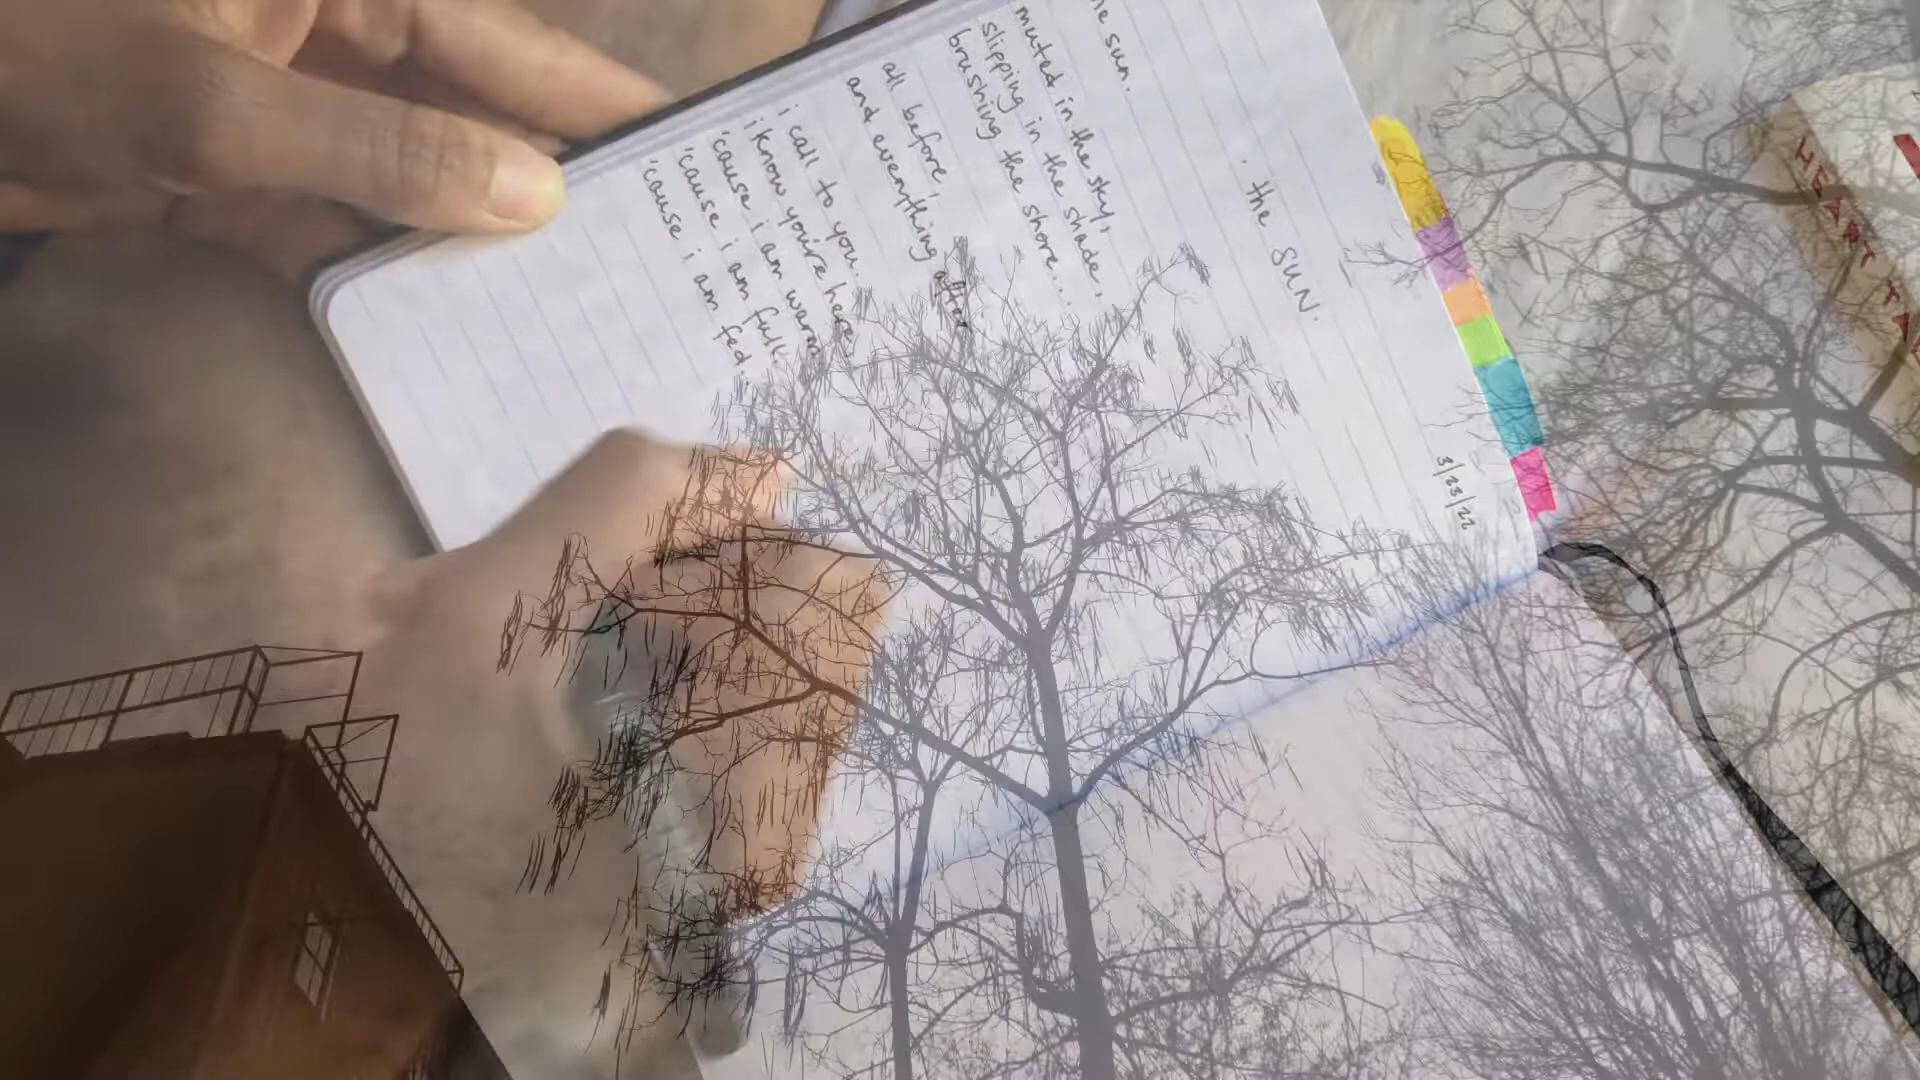 3/23/22
. the SUN.
he sun.
muted in the sky,
slipping in the shade,
brushing the shore...
all before,
and everything after
i call to you.
i know you're here.
'cause i am warm
'cause i am full.
'cause i am fed.
HEART